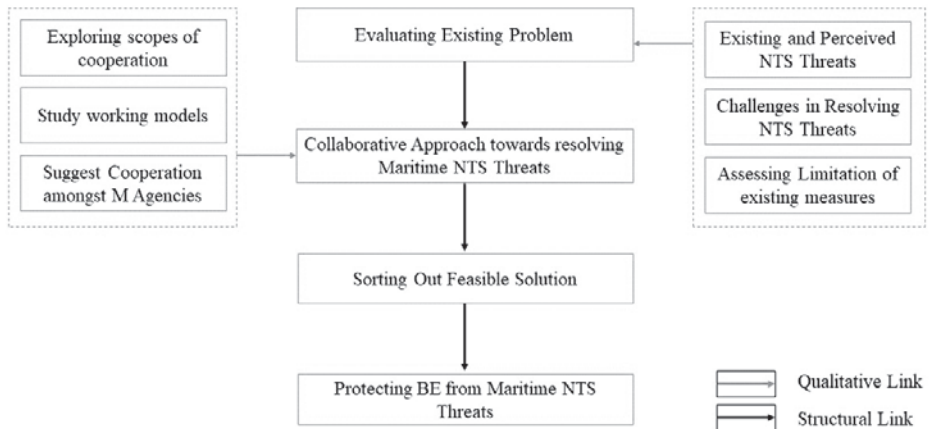 Exploring scopes of
cooperation
Study working models
Suggest Cooperation
amongst M Agencies
Evaluating Existing Problem
Collaborative Approach towards resolving
Maritime NTS Threats
Sorting Out Feasible Solution
Protecting BE from Maritime NTS
Threats
Existing and Perceived
NTS Threats
Challenges in Resolving
NTS Threats
Assessing Limitation of
existing measures
Qualitative Link
Structural Link